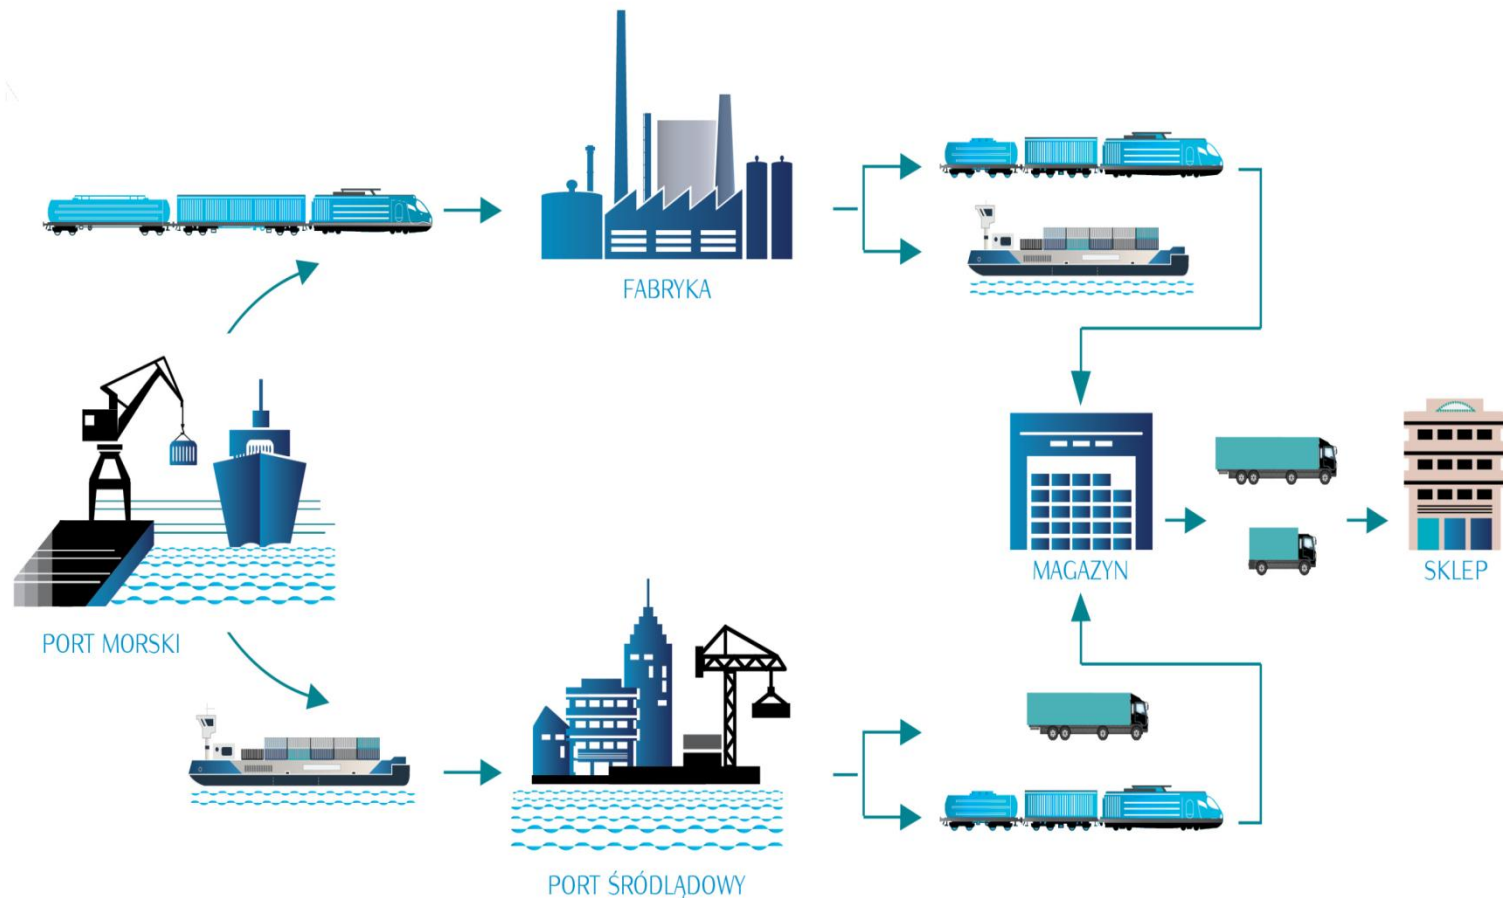 FABRYKA
MAGAZYN
SKLEP
PORT MORSKI
PORT ŚRÓDLĄDOWY